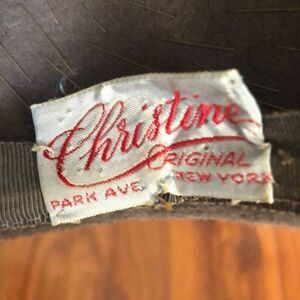 Christine
ORIGINAL
PARK AVE. NEW YORK